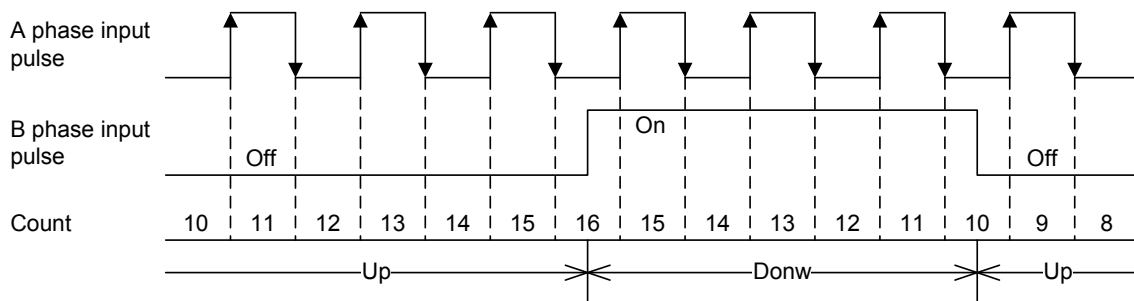 A phase input
pulse
B phase input
pulse
Off
On
Off
Count
10 11 12 13 14 15 16 15 14 13 12 11 10 9 8
Up
Donw
Up